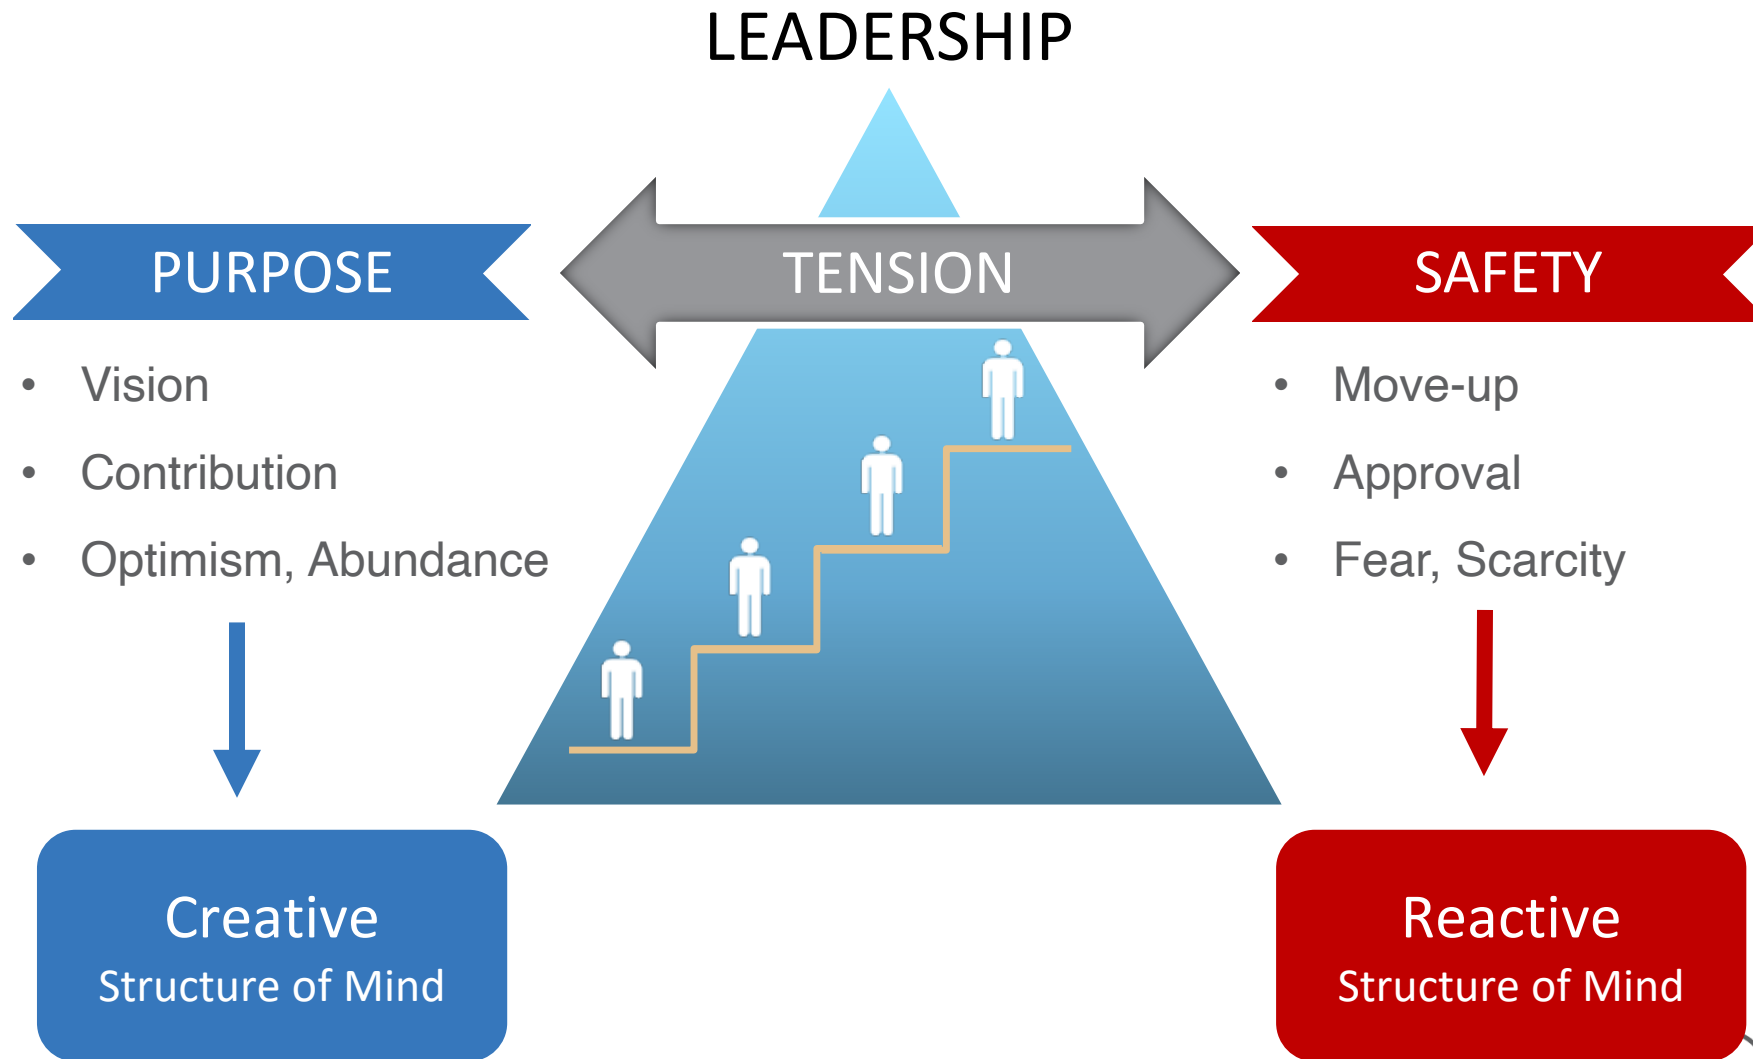 LEADERSHIP
PURPOSE
TENSION
SAFETY
• Vision
• Contribution
• Optimism, Abundance
• Move-up
• Approval
• Fear, Scarcity
Creative
Structure of Mind
Reactive
Structure of Mind